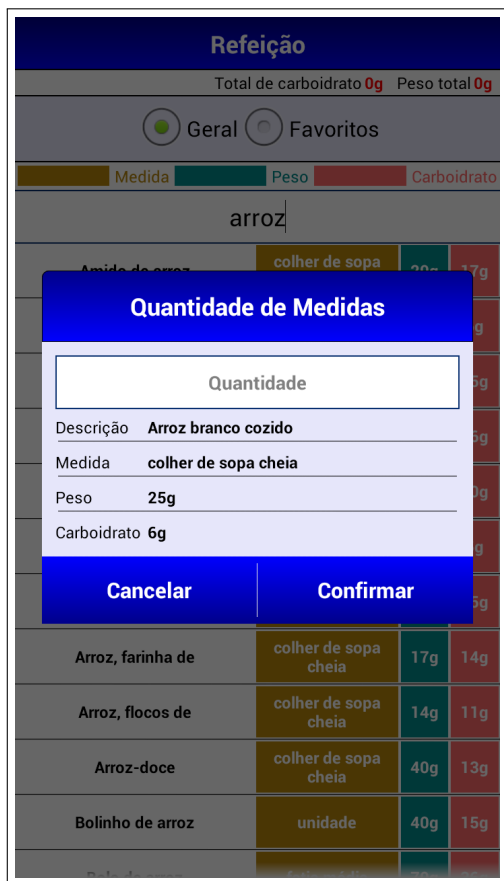 Refeição
Total de carboidrato 0g Peso total 0g
Geral Favoritos
Medida Peso Carboidrato
arroz
Amido de arroz colher de sopa 20g 17g
Quantidade de Medidas
Quantidade
Descrição Arroz branco cozido
Medida colher de sopa cheia
Peso 25g
Carboidrato 6g
Cancelar Confirmar
Arroz, farinha de colher de sopa cheia 17g 14g
Arroz, flocos de colher de sopa cheia 14g 11g
Arroz-doce colher de sopa cheia 40g 13g
Bolinho de arroz unidade 40g 15g